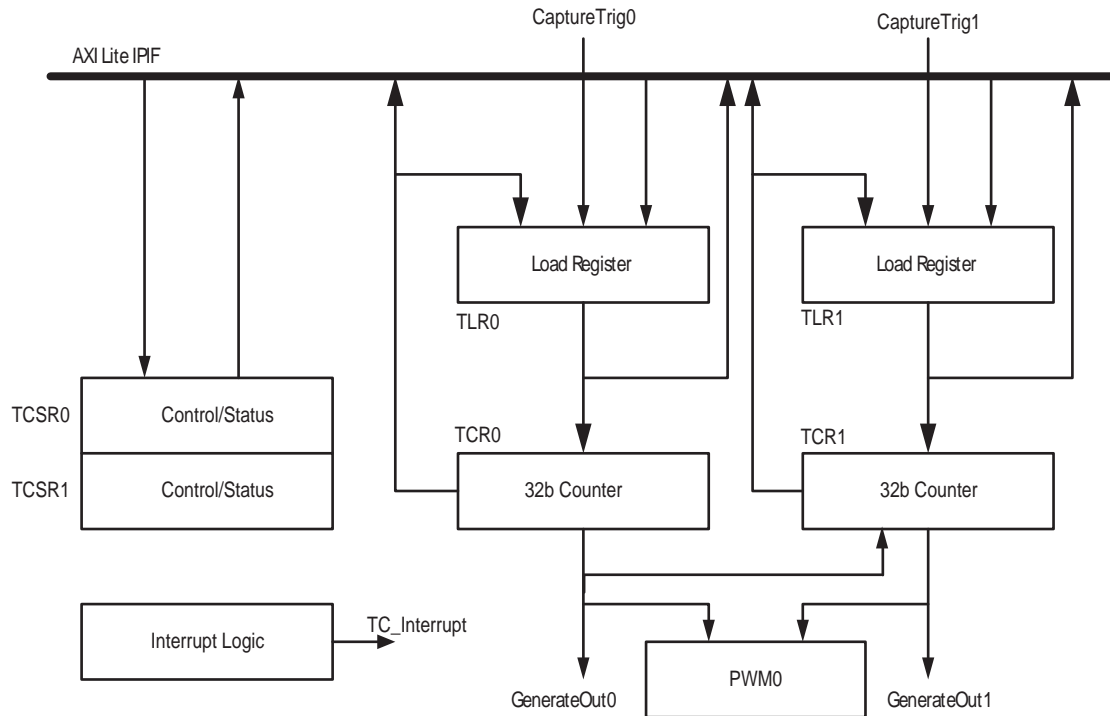 CaptureTrig0
CaptureTrig1
AXI Lite IPIF
Load Register
Load Register
TLR0
TLR1
TCSR0
Control/Status
TCR0
TCR1
TCSR1
Control/Status
32b Counter
32b Counter
Interrupt Logic
TC_Interrupt
PWM0
GenerateOut0
GenerateOut1